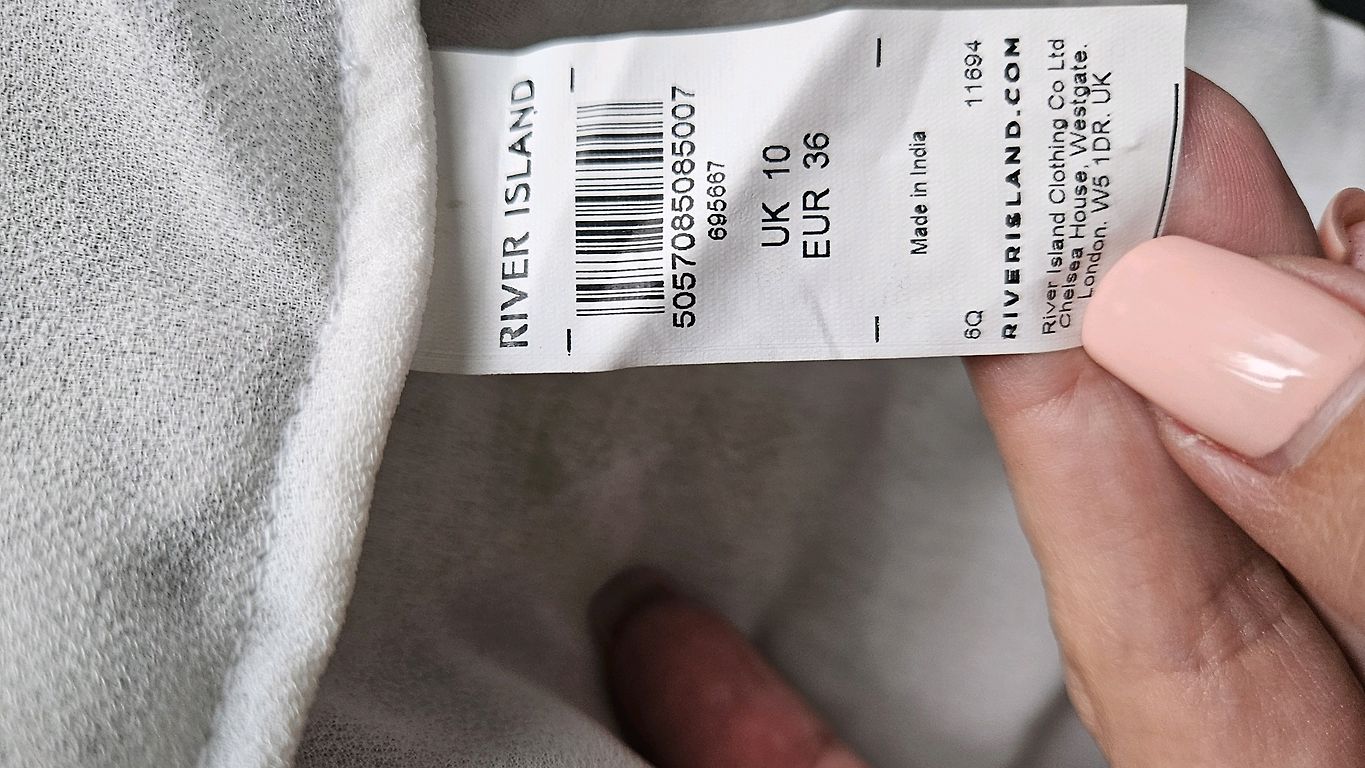 RIVER ISLAND
5057085085007
695667
UK 10
EUR 36
Made in India
6Q 11694
RIVERISLAND.COM
River Island Clothing Co Ltd
Chelsea House, Westgate.
London. W5 1DR. UK